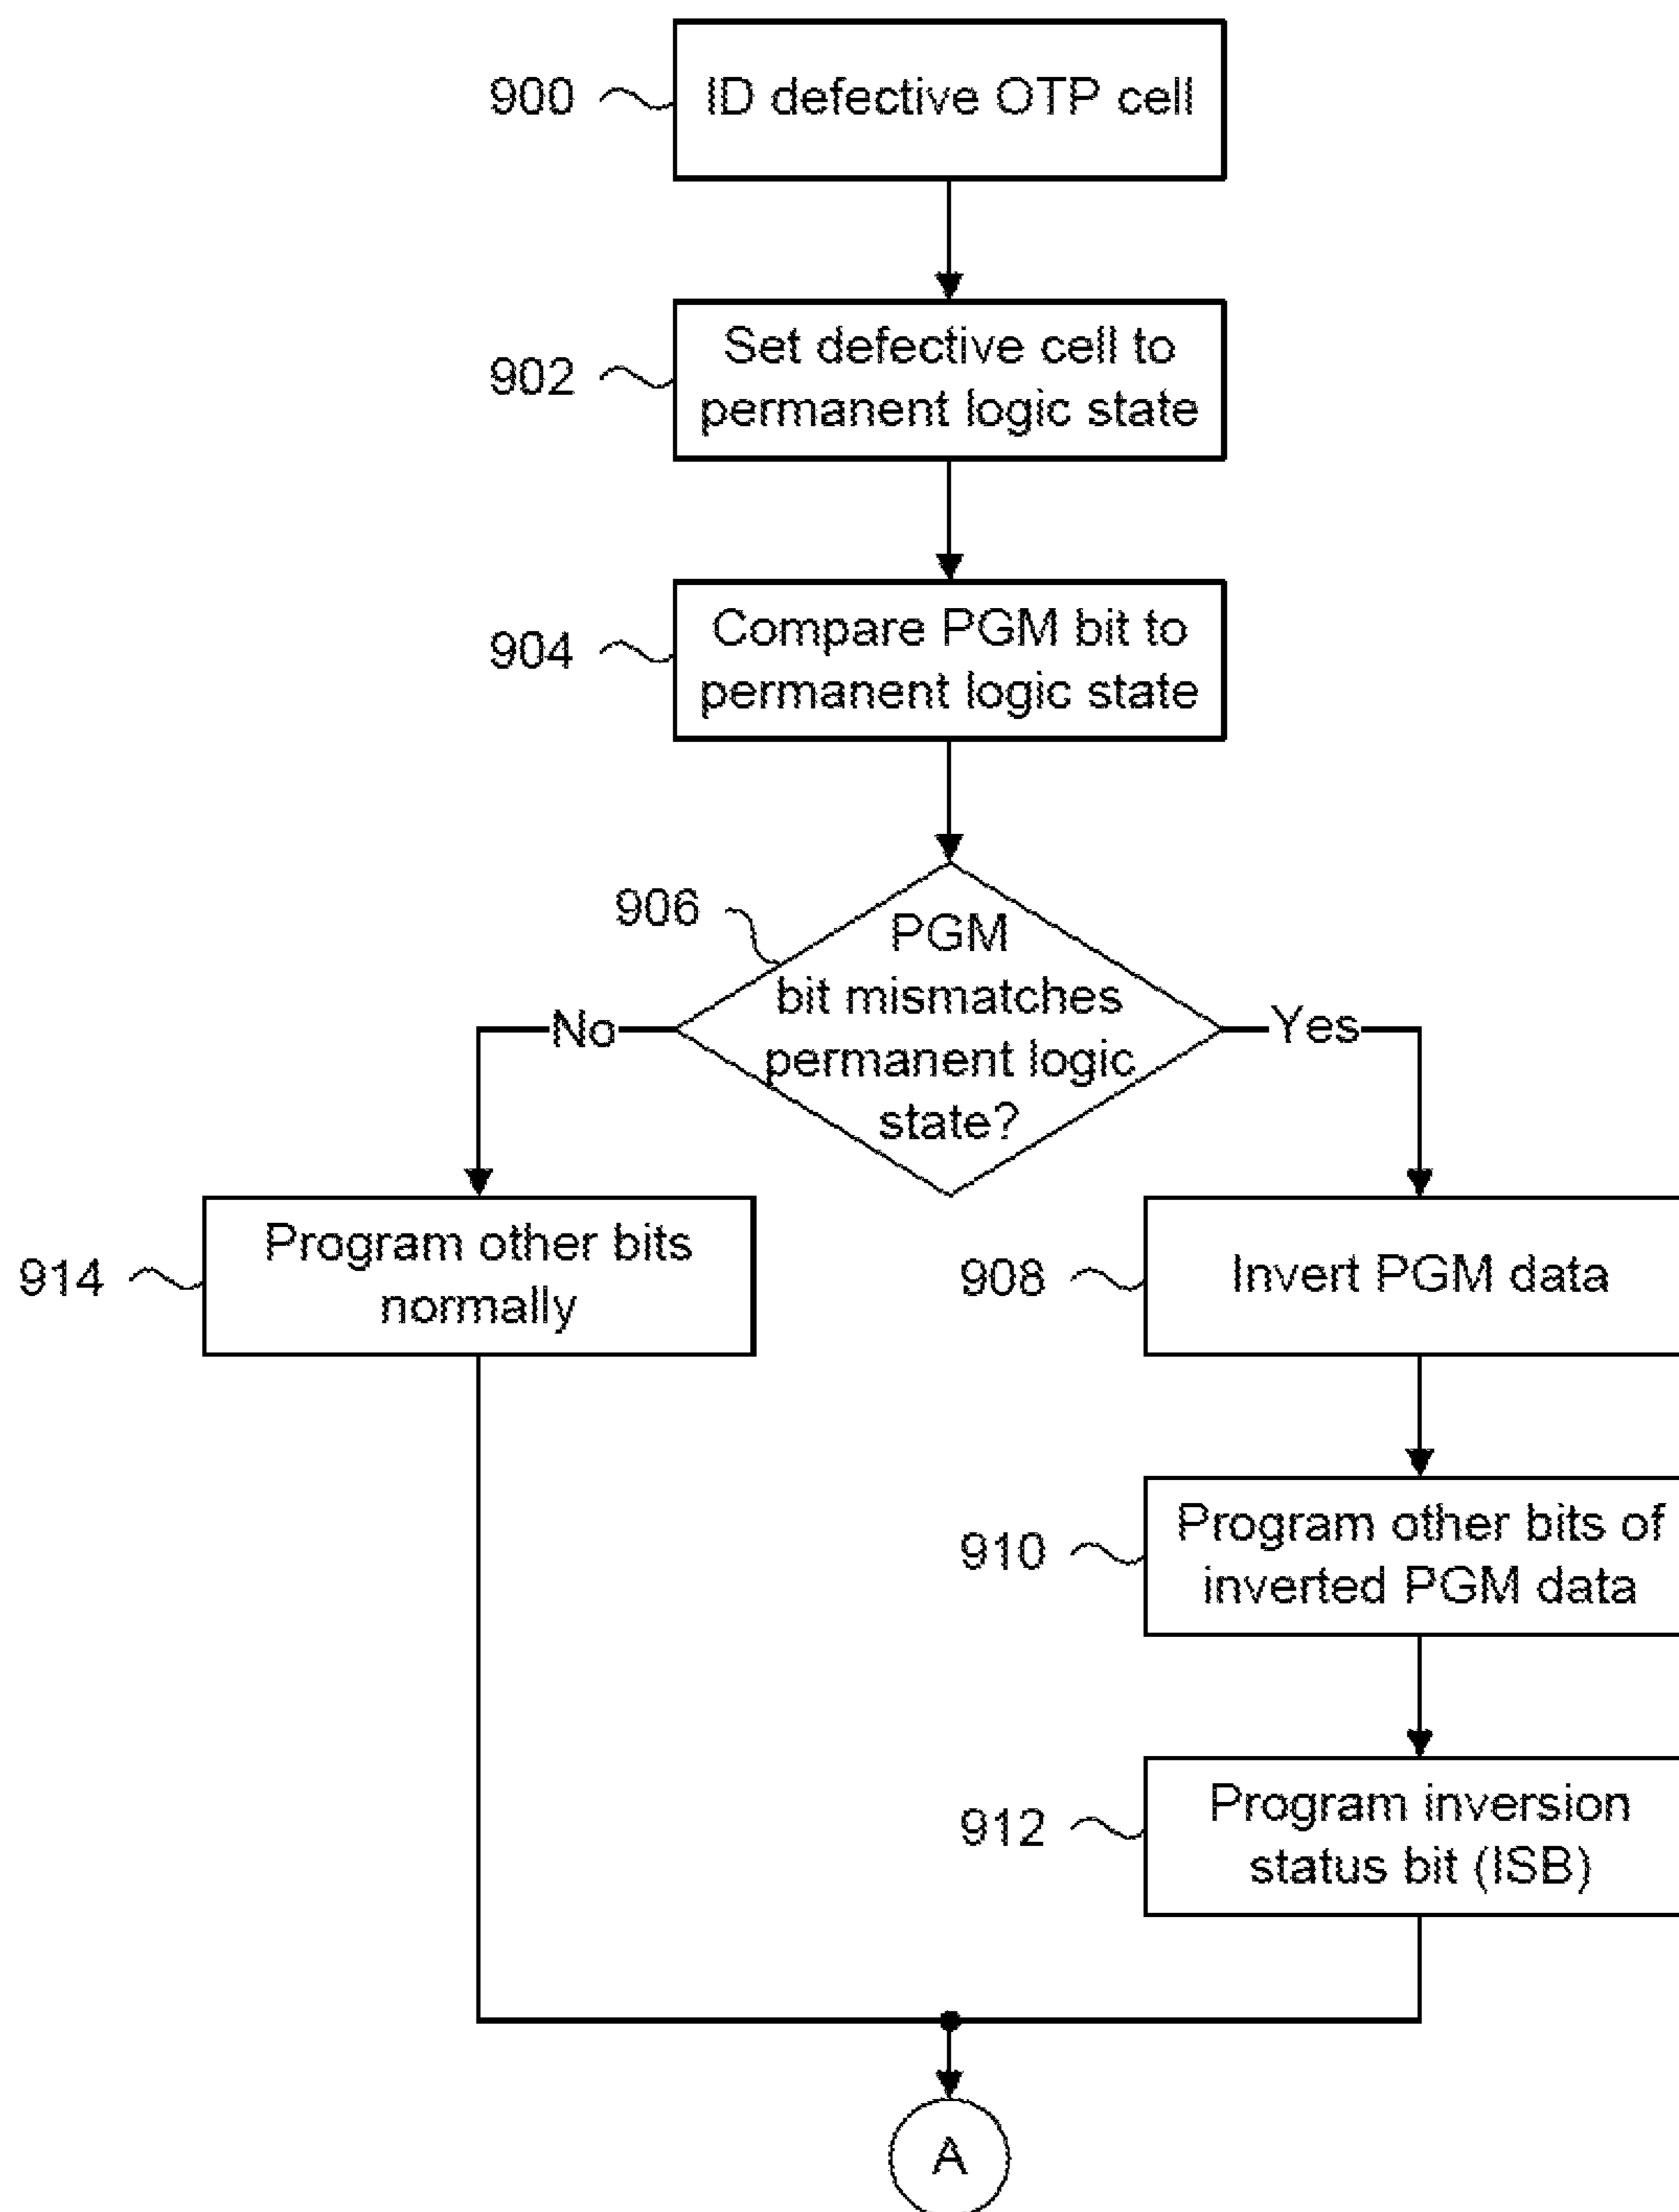 900
ID defective OTP cell
902
Set defective cell to
permanent logic state
904
Compare PGM bit to
permanent logic state
906
PGM
bit mismatches
permanent logic
state?
No
Yes
914
Program other bits
normally
908
Invert PGM data
910
Program other bits of
inverted PGM data
912
Program inversion
status bit (ISB)
A